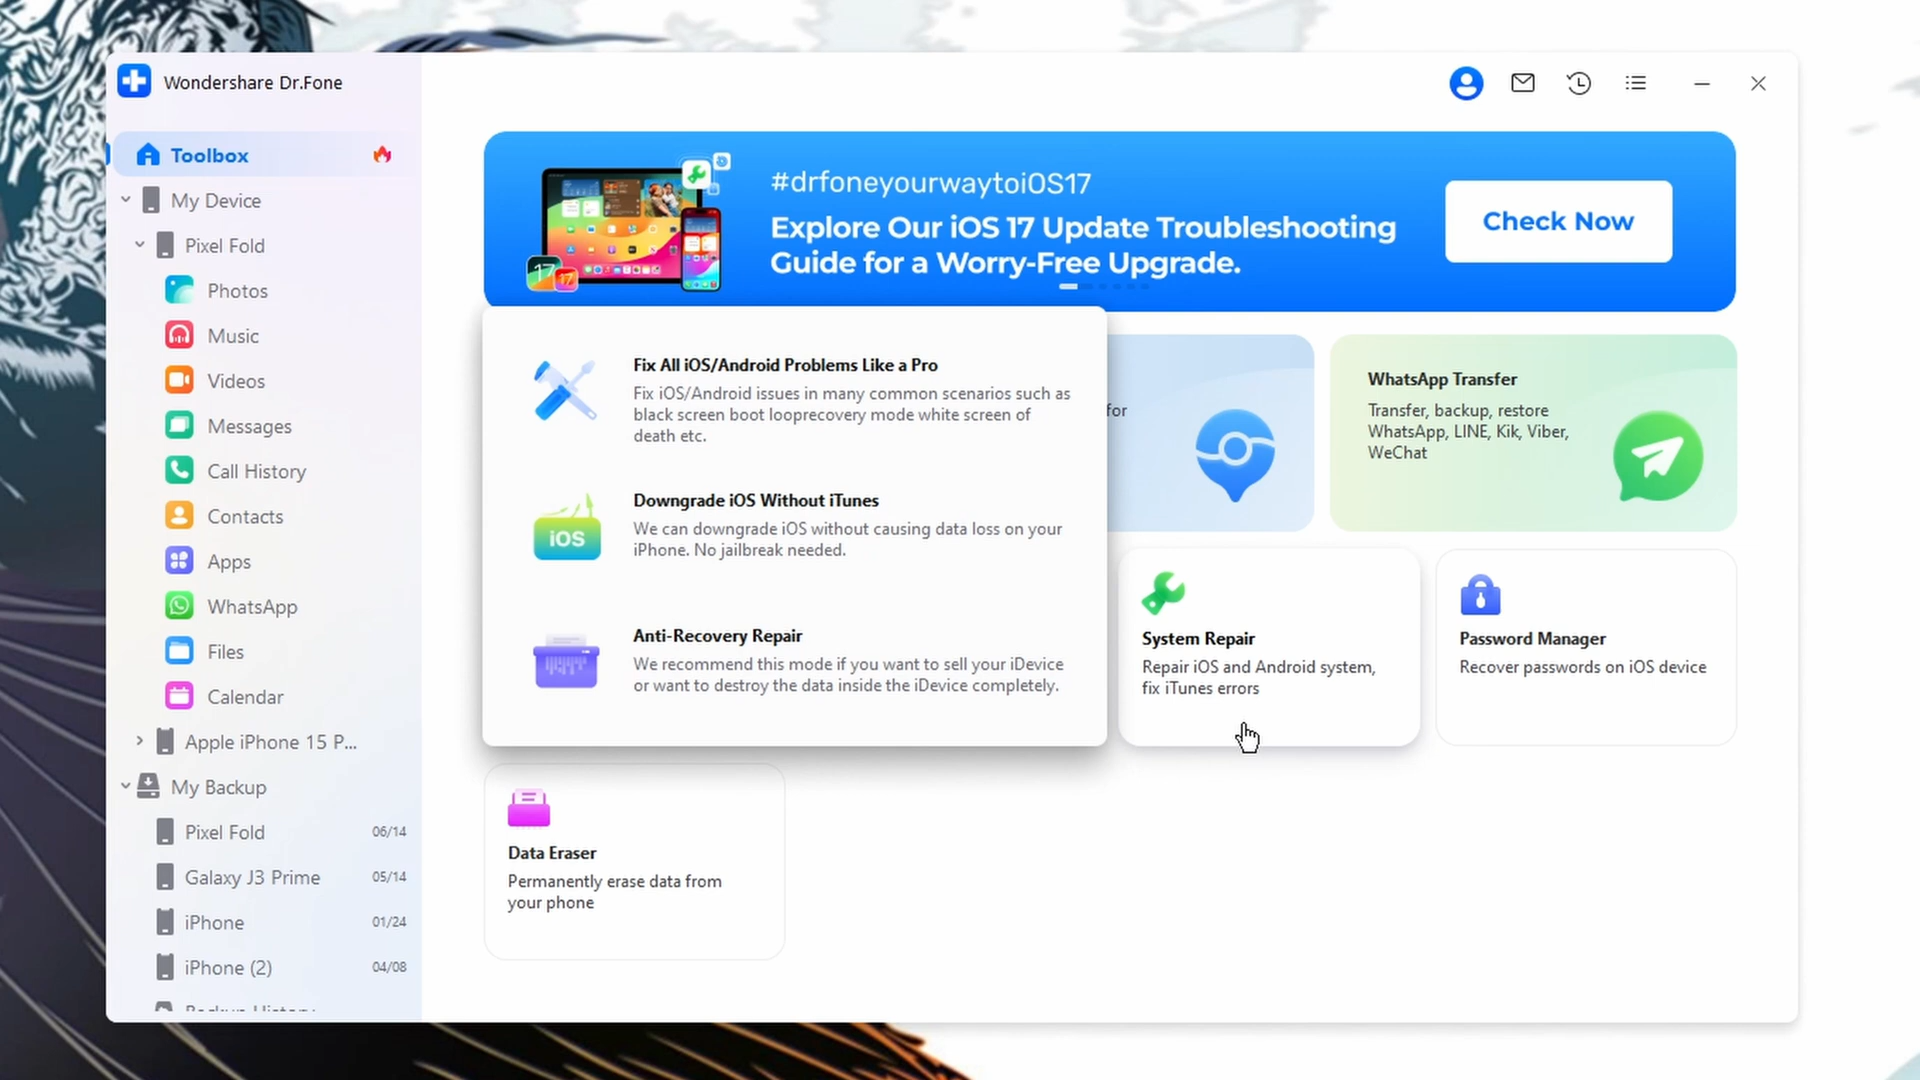 Wondershare Dr.Fone
Toolbox
My Device
Pixel Fold
Photos
Music
Videos
Messages
Call History
Contacts
Apps
WhatsApp
Files
Calendar
Apple iPhone 15 P...
My Backup
Pixel Fold 06/14
Galaxy J3 Prime 05/14
iPhone 01/24
iPhone (2) 04/08
Backup History
17
17
#drfoneyourwaytoiOS17
Explore Our iOS 17 Update Troubleshooting
Guide for a Worry-Free Upgrade.
Check Now
Fix All iOS/Android Problems Like a Pro
Fix iOS/Android issues in many common scenarios such as
black screen boot looprecovery mode white screen of
death etc.
iOS
Downgrade iOS Without iTunes
We can downgrade iOS without causing data loss on your
iPhone. No jailbreak needed.
Anti-Recovery Repair
We recommend this mode if you want to sell your iDevice
or want to destroy the data inside the iDevice completely.
for
WhatsApp Transfer
Transfer, backup, restore
WhatsApp, LINE, Kik, Viber,
WeChat
System Repair
Repair iOS and Android system,
fix iTunes errors
Password Manager
Recover passwords on iOS device
Data Eraser
Permanently erase data from
your phone